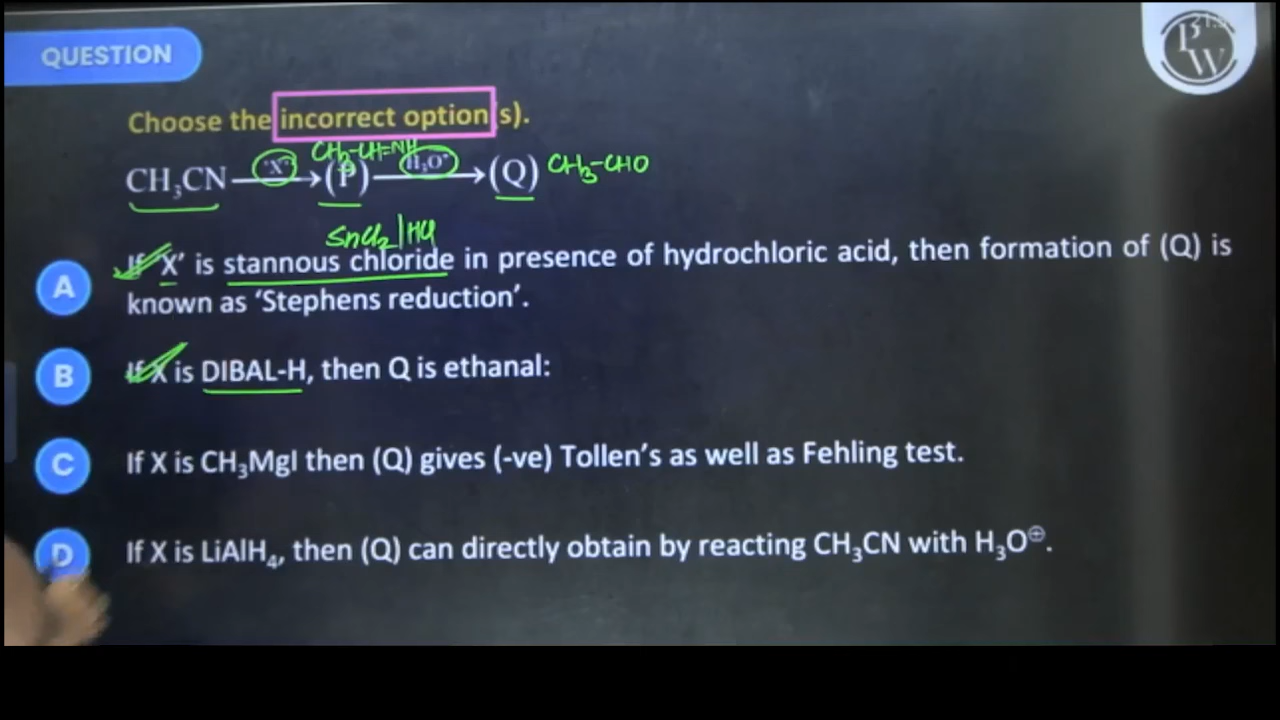 QUESTION
PW
Choose the incorrect option(s).
CH₃-CH=NH
CH₃CN 'X' (P) H₃O⁺ (Q) CH₃-CHO
SnCl₂/HCl
A If 'X' is stannous chloride in presence of hydrochloric acid, then formation of (Q) is
known as ‘Stephens reduction’.
B If X is DIBAL-H, then Q is ethanal:
C If X is CH₃MgI then (Q) gives (-ve) Tollen’s as well as Fehling test.
D If X is LiAlH₄, then (Q) can directly obtain by reacting CH₃CN with H₃O⊕.